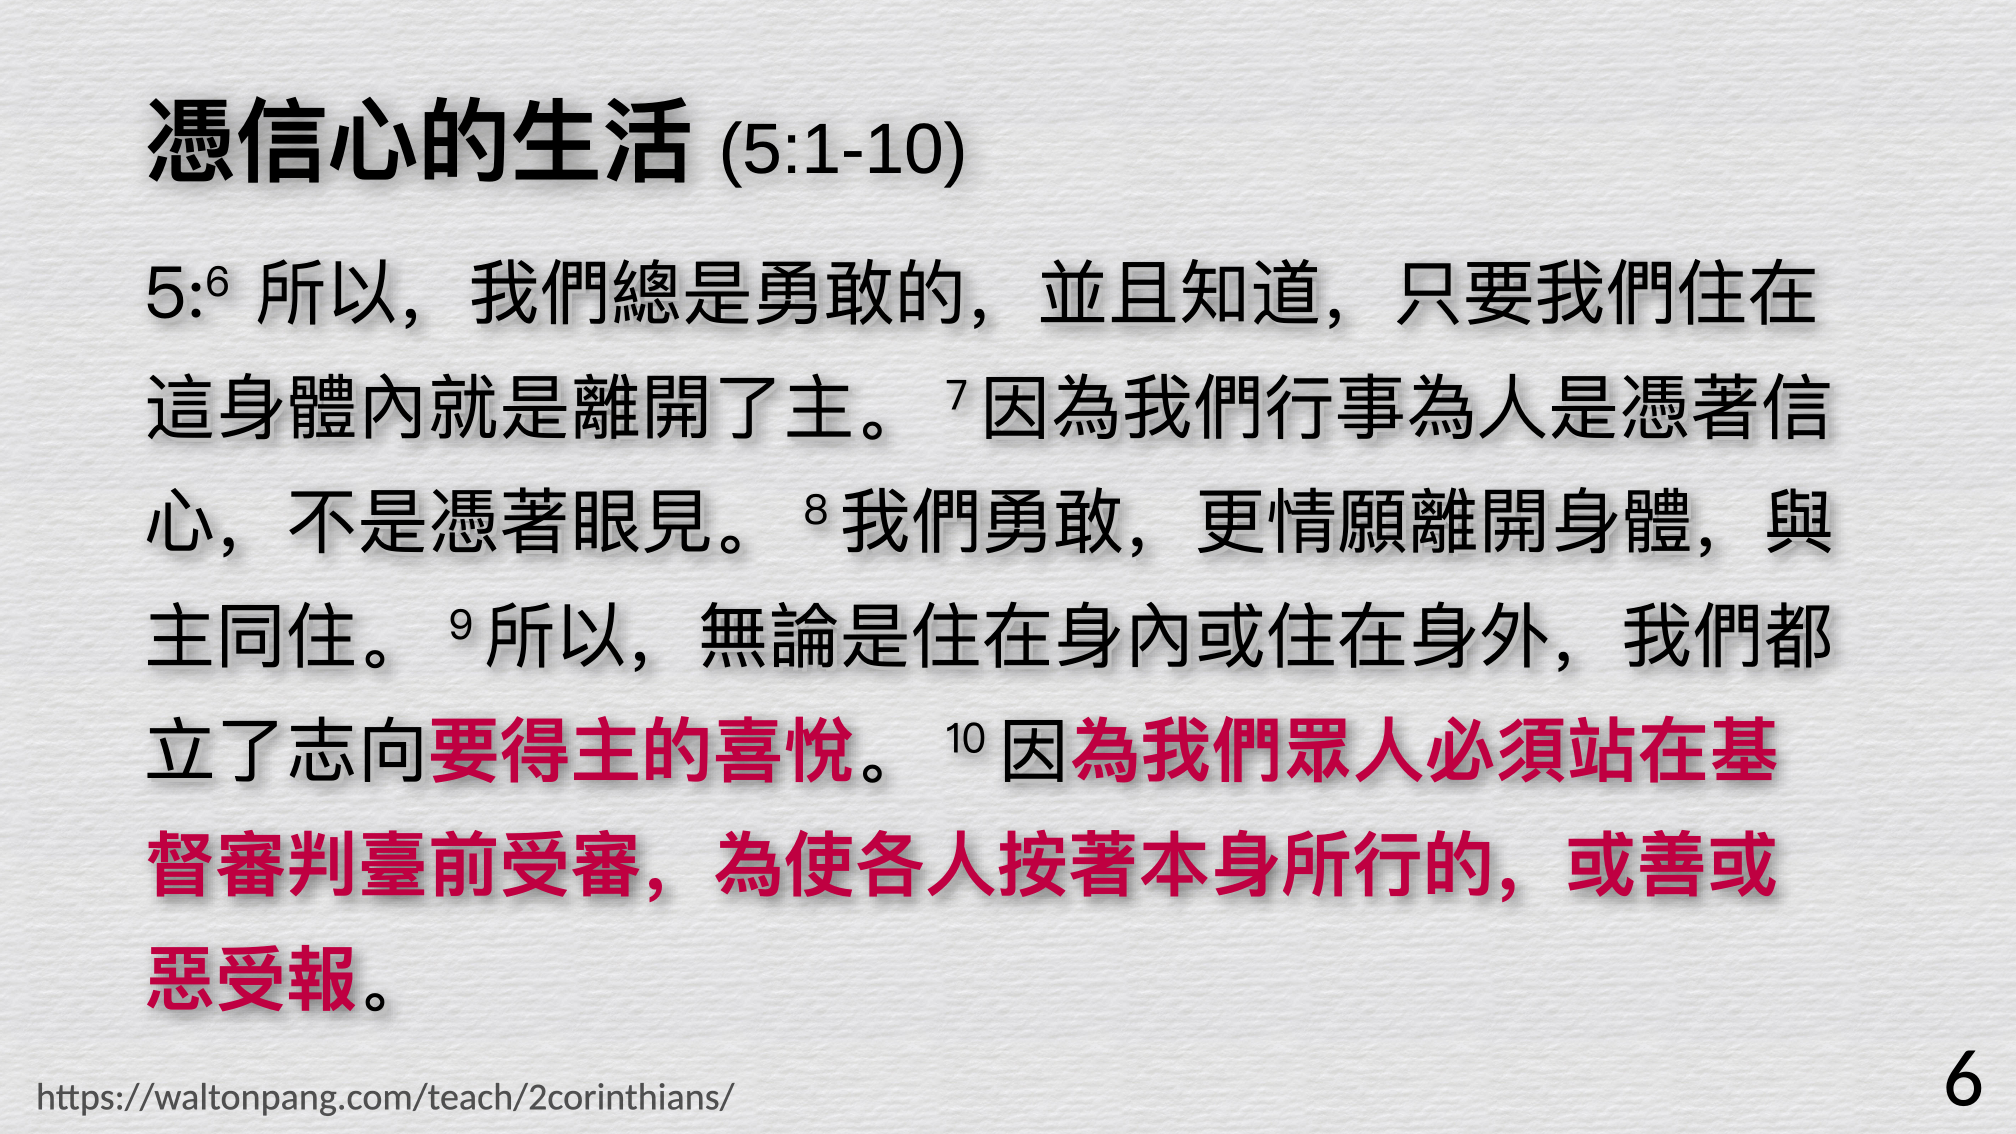 憑信心的生活 (5:1-10)
5:6 所以，我們總是勇敢的，並且知道，只要我們住在
這身體內就是離開了主。 7 因為我們行事為人是憑著信
心，不是憑著眼見。 8 我們勇敢，更情願離開身體，與
主同住。 9 所以，無論是住在身內或住在身外，我們都
立了志向要得主的喜悅。 10 因為我們眾人必須站在基
督審判臺前受審，為使各人按著本身所行的，或善或
惡受報。
https://waltonpang.com/teach/2corinthians/
6